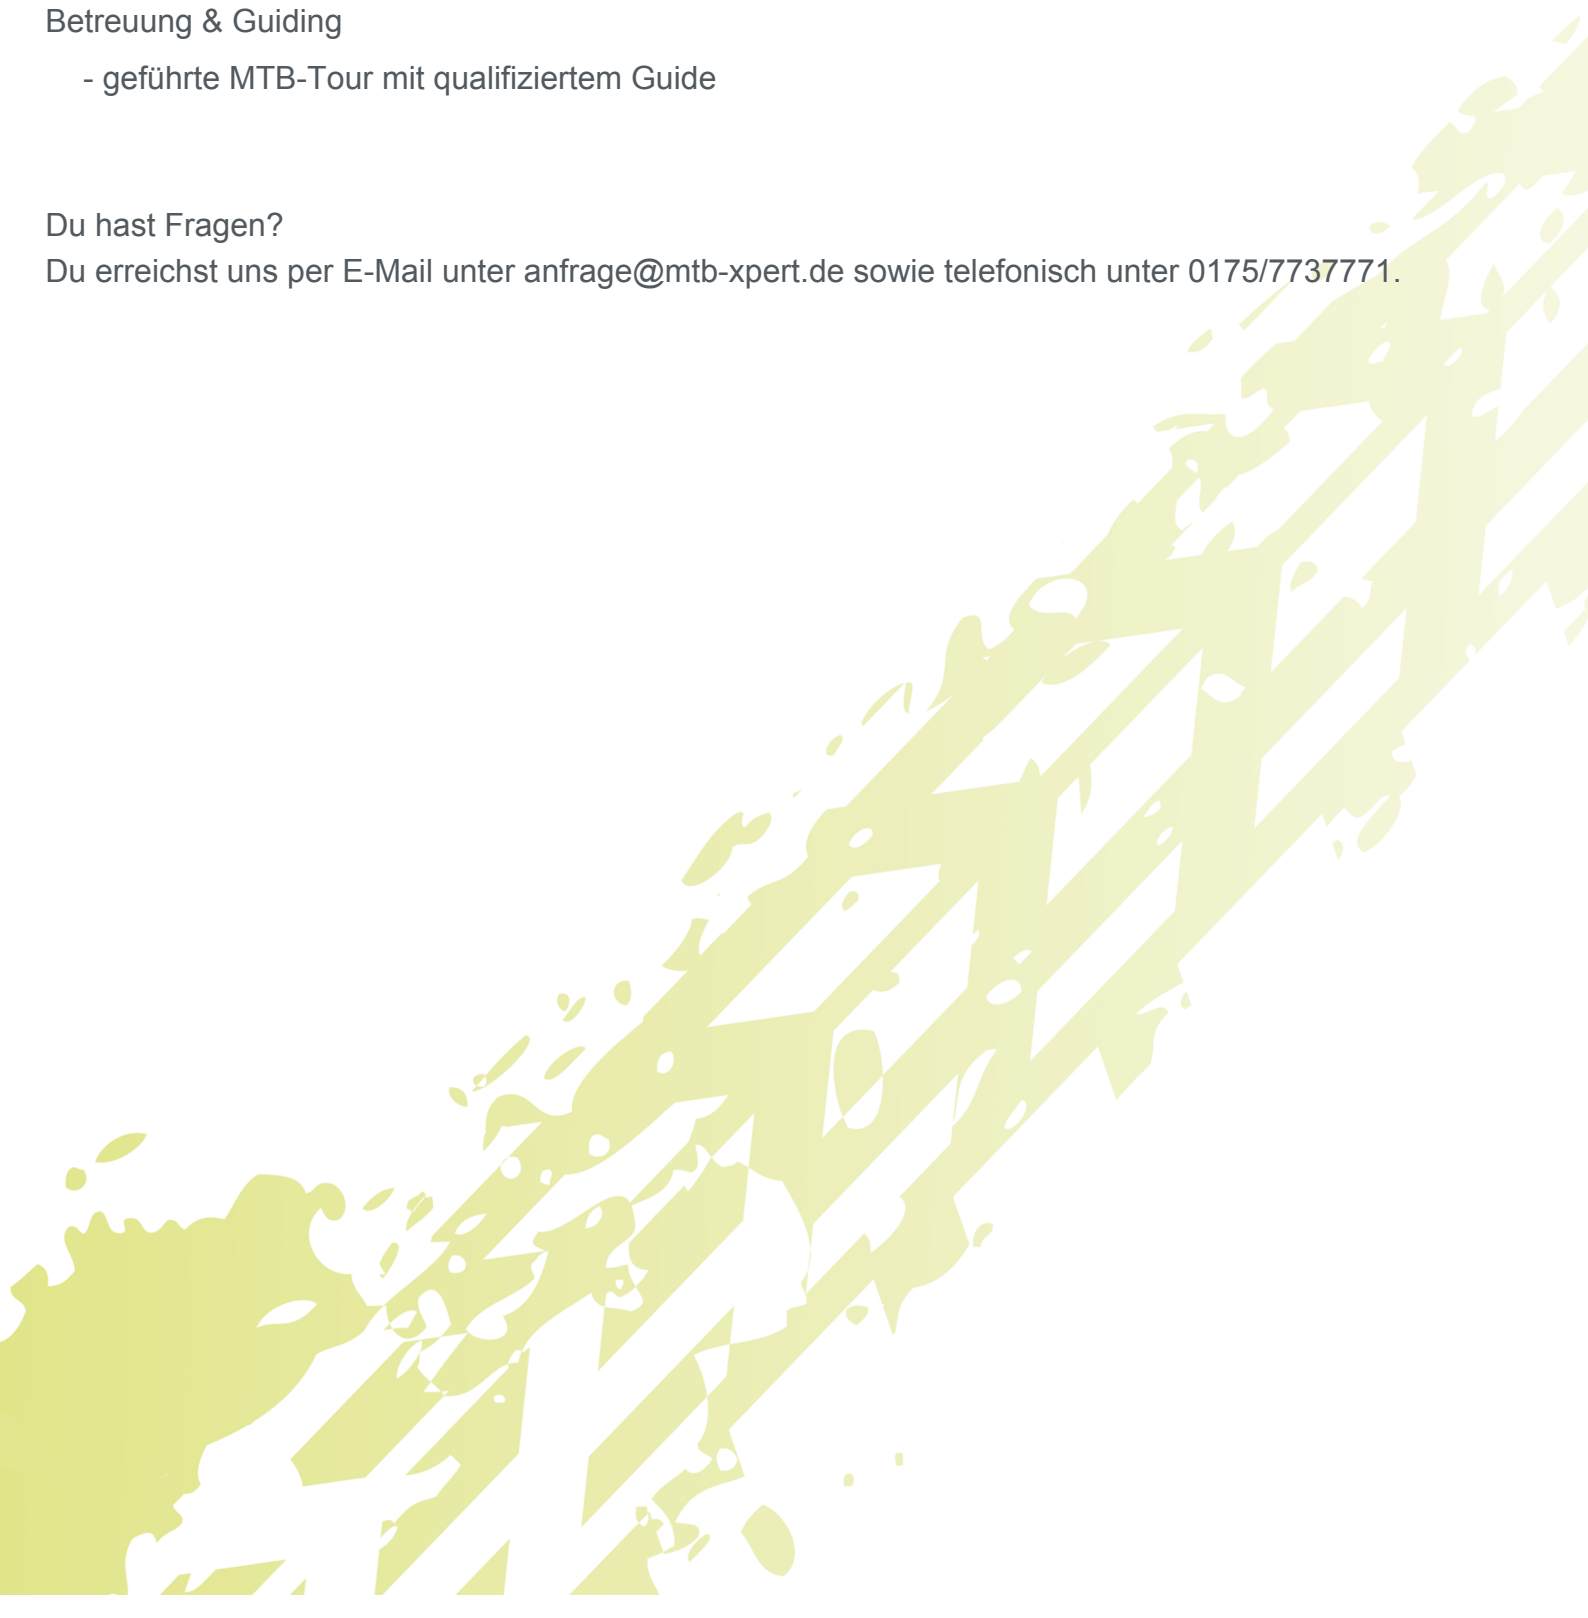 Betreuung & Guiding
- geführte MTB-Tour mit qualifiziertem Guide
Du hast Fragen?
Du erreichst uns per E-Mail unter anfrage@mtb-xpert.de sowie telefonisch unter 0175/7737771.